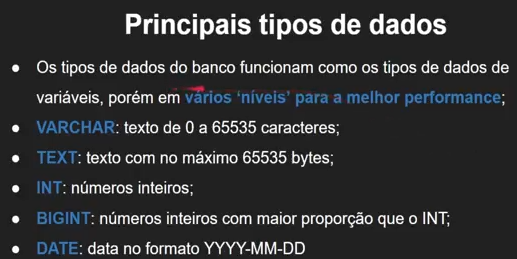 Principais tipos de dados
● Os tipos de dados do banco funcionam como os tipos de dados de
variáveis, porém em vários ‘níveis’ para a melhor performance;
● VARCHAR: texto de 0 a 65535 caracteres;
● TEXT: texto com no máximo 65535 bytes;
● INT: números inteiros;
● BIGINT: números inteiros com maior proporção que o INT;
● DATE: data no formato YYYY-MM-DD